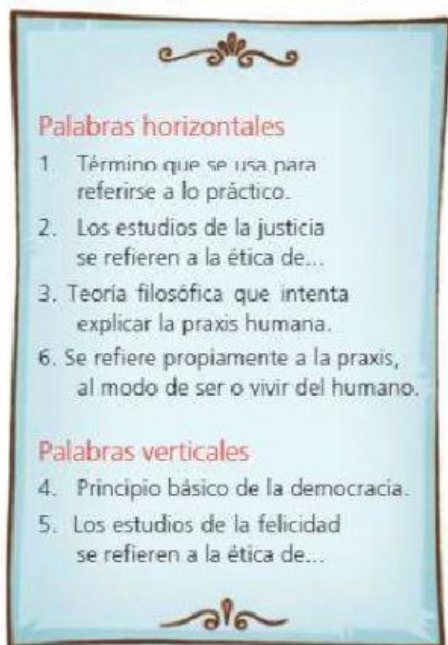 Palabras horizontales
1 Término que se usa para
referirse a lo práctico.
2. Los estudios de la justicia
se refieren a la ética de...
3. Teoría filosófica que intenta
explicar la praxis humana.
6. Se refiere propiamente a la praxis,
al modo de ser o vivir del humano.
Palabras verticales
4. Principio básico de la democracia.
5. Los estudios de la felicidad
se refieren a la ética de...